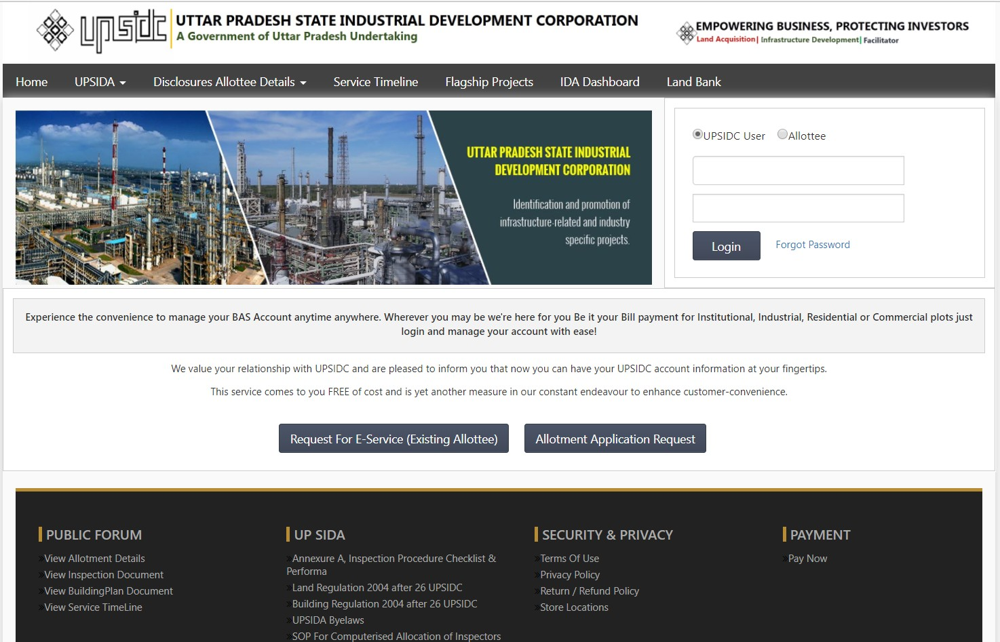 upsidc
UTTAR PRADESH STATE INDUSTRIAL DEVELOPMENT CORPORATION
A Government of Uttar Pradesh Undertaking
EMPOWERING BUSINESS, PROTECTING INVESTORS
Land Acquisition| Infrastructure Development| Facilitator
Home UPSIDA Disclosures Allottee Details Service Timeline Flagship Projects IDA Dashboard Land Bank
UTTAR PRADESH STATE INDUSTRIAL
DEVELOPMENT CORPORATION
Identification and promotion of
infrastructure-related and industry
specific projects.
UPSIDC User Allottee
Login Forgot Password
Experience the convenience to manage your BAS Account anytime anywhere. Wherever you may be we're here for you Be it your Bill payment for Institutional, Industrial, Residential or Commercial plots just
login and manage your account with ease!
We value your relationship with UPSIDC and are pleased to inform you that now you can have your UPSIDC account information at your fingertips.
This service comes to you FREE of cost and is yet another measure in our constant endeavour to enhance customer-convenience.
Request For E-Service (Existing Allottee) Allotment Application Request
PUBLIC FORUM
»View Allotment Details
»View Inspection Document
»View BuildingPlan Document
»View Service TimeLine
UP SIDA
»Annexure A, Inspection Procedure Checklist &
Performa
»Land Regulation 2004 after 26 UPSIDC
»Building Regulation 2004 after 26 UPSIDC
»UPSIDA Byelaws
»SOP For Computerised Allocation of Inspectors
SECURITY & PRIVACY
»Terms Of Use
»Privacy Policy
»Return / Refund Policy
»Store Locations
PAYMENT
»Pay Now